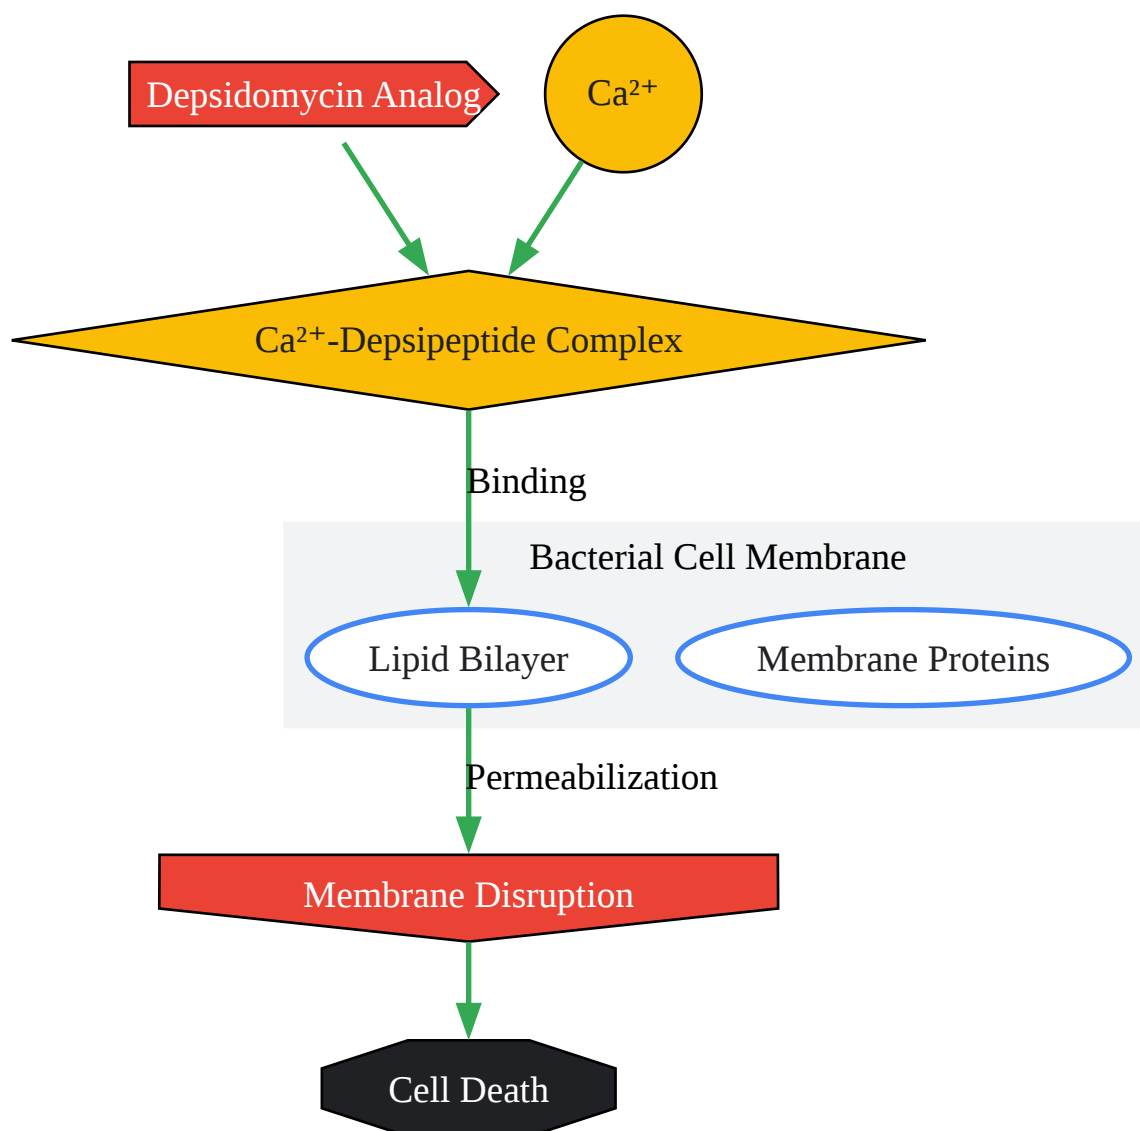 Depsidomycin Analog
Ca²⁺
Ca²⁺-Depsipeptide Complex
Binding
Bacterial Cell Membrane
Lipid Bilayer
Membrane Proteins
Permeabilization
Membrane Disruption
Cell Death